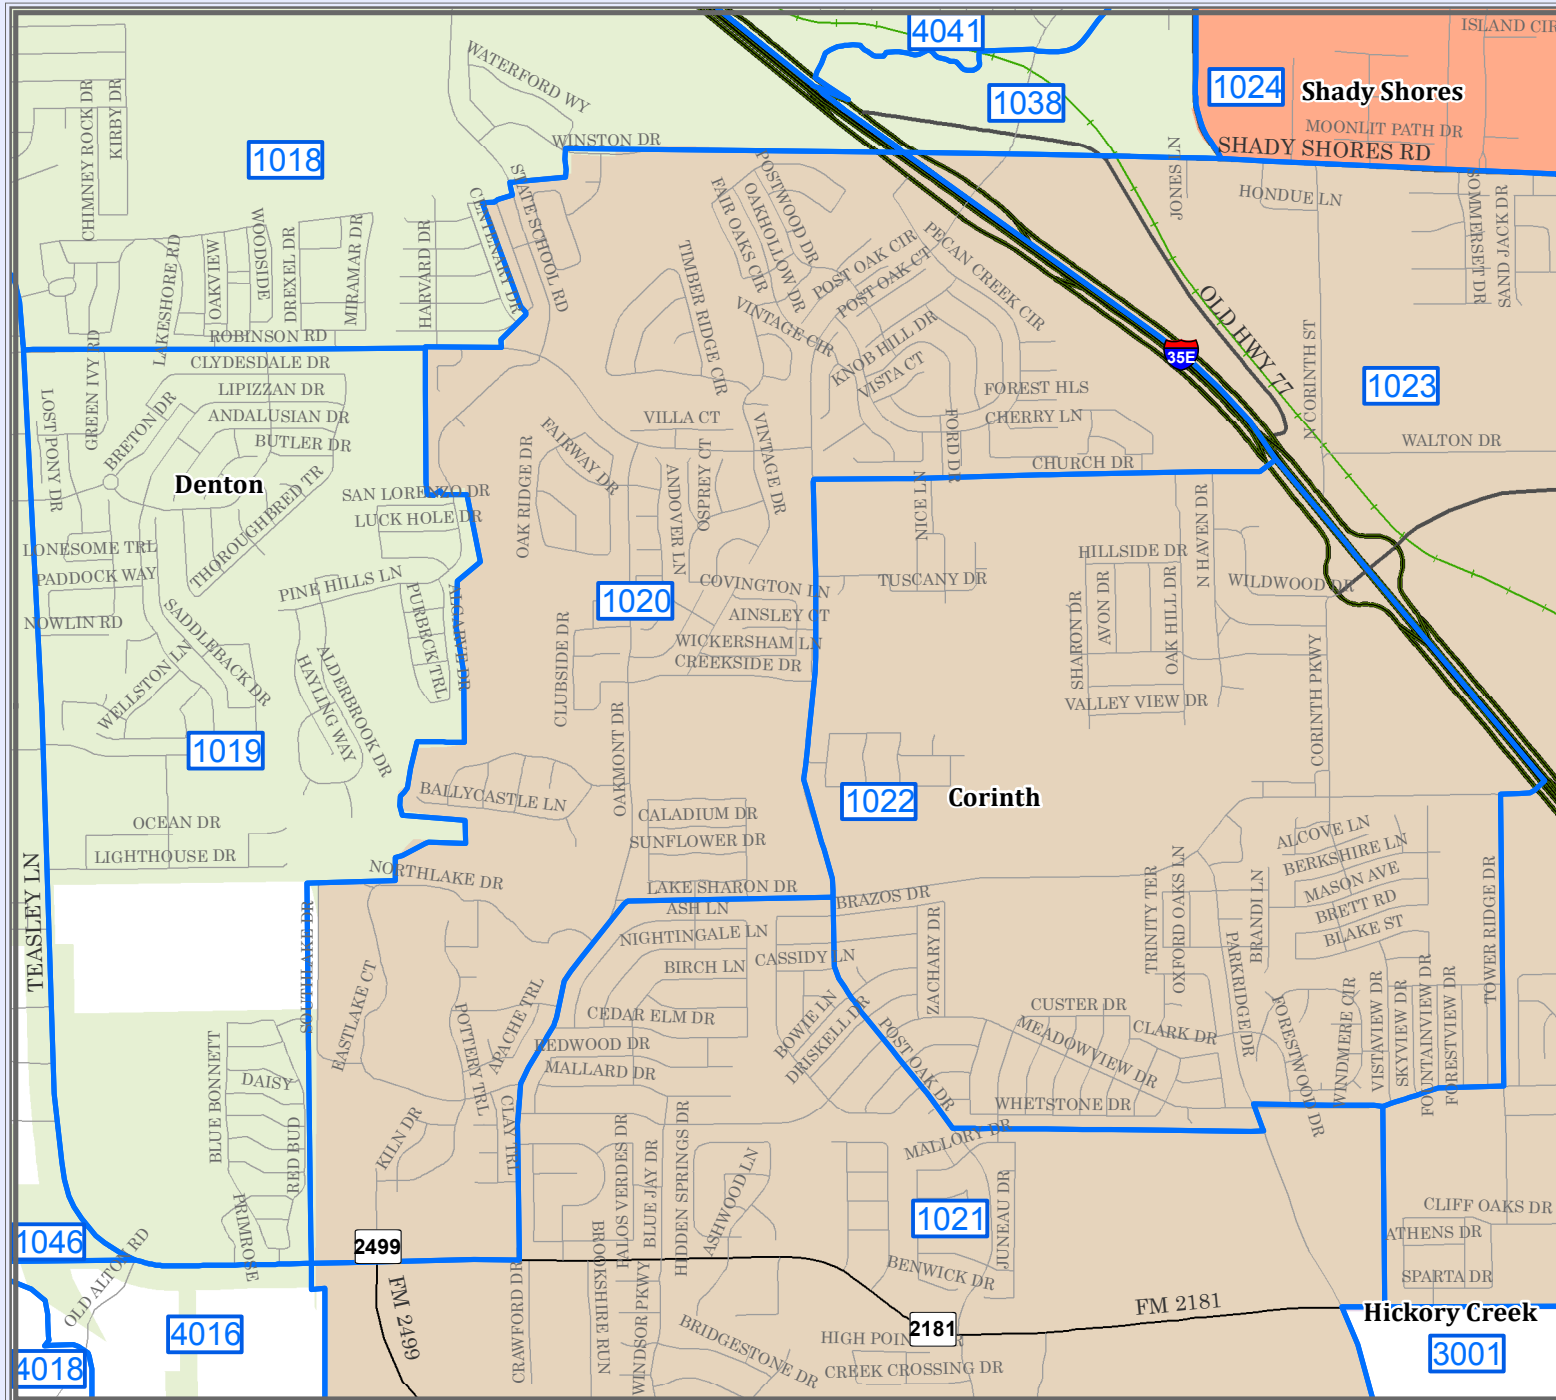 ISLAND CIR
4041
WATERFORD WY
1024
Shady Shores
1038
CHIMNEY ROCK DR
KIRBY DR
MOONLIT PATH DR
WINSTON DR
SHADY SHORES RD
1018
JONES LN
HONDUE LN
SOMMERSET DR
SAND JACK DR
STATE SCHOOL RD
CENTENARY DR
POSTWOOD DR
OAKHOLLOW DR
FAIR OAKS CIR
WOODSIDE
OAKVIEW
DREXEL DR
MIRAMAR DR
HARVARD DR
LAKESHORE RD
TIMBER RIDGE CIR
POST OAK CIR
POST OAK CT
PECAN CREEK CIR
VINTAGE CIR
OLD HWY 77
ROBINSON RD
GREEN IVY RD
KNOB HILL DR
VISTA CT
35E
N CORINTH ST
CLYDESDALE DR
LIPIZZAN DR
1023
FOREST HLS
ANDALUSIAN DR
VILLA CT
CHERRY LN
LOST PONY DR
BRETON DR
BUTLER DR
FORD DR
WALTON DR
VINTAGE DR
FAIRWAY DR
CHURCH DR
Denton
SAN LORENZO DR
OAK RIDGE DR
ANDOVER LN
OSPREY CT
NICE LN
N HAVEN DR
THOROUGHBRED TR
LUCK HOLE DR
LONESOME TRL
HILLSIDE DR
PADDOCK WAY
PINE HILLS LN
COVINGTON LN
TUSCANY DR
WILDWOOD DR
1020
NOWLIN RD
SADDLEBACK DR
PURBECK TRL
ALGARVE DR
AINSLEY CT
SHARON DR
AVON DR
OAK HILL DR
WICKERSHAM LN
CREEKSIDE DR
CLUBSIDE DR
WELLSTON LN
ALDERBROOK DR
HAYLING WAY
VALLEY VIEW DR
CORINTH PKWY
1019
OAKMONT DR
BALLYCASTLE LN
1022
Corinth
OCEAN DR
CALADIUM DR
ALCOVE LN
SUNFLOWER DR
BERKSHIRE LN
LIGHTHOUSE DR
MASON AVE
NORTHLAKE DR
LAKE SHARON DR
BRAZOS DR
BRETT RD
ASH LN
BLAKE ST
TEASLEY LN
SOUTHLAKE DR
NIGHTINGALE LN
ZACHARY DR
TRINITY TER
OXFORD OAKS LN
BRANDI LN
TOWER RIDGE DR
CASSIDY LN
BIRCH LN
PARKRIDGE DR
EASTLAKE CT
CEDAR ELM DR
BOWIE LN
DRISKELL DR
CUSTER DR
CLARK DR
FORESTWOOD DR
WINDMERE CIR
VISTAVIEW DR
SKYVIEW DR
FOUNTAINVIEW DR
FORESTVIEW DR
POTTERY TRL
APACHE TRL
REDWOOD DR
POST OAK DR
MEADOWVIEW DR
MALLARD DR
BLUE BONNETT
DAISY
WHETSTONE DR
CLAY TRL
KILN DR
MALLORY DR
RED BUD
PALOS VERDES DR
BLUE JAY DR
HIDDEN SPRINGS DR
ASHWOOD LN
JUNEAU DR
PRIMROSE
CLIFF OAKS DR
1021
1046
ATHENS DR
2499
BROOKSHIRE RUN
OLD ALTON RD
BENWICK DR
SPARTA DR
WINDSOR PKWY
CRAWFORD DR
FM 2181
Hickory Creek
FM 2499
4016
2181
BRIDGESTONE DR
HIGH POIN
3001
4018
CREEK CROSSING DR